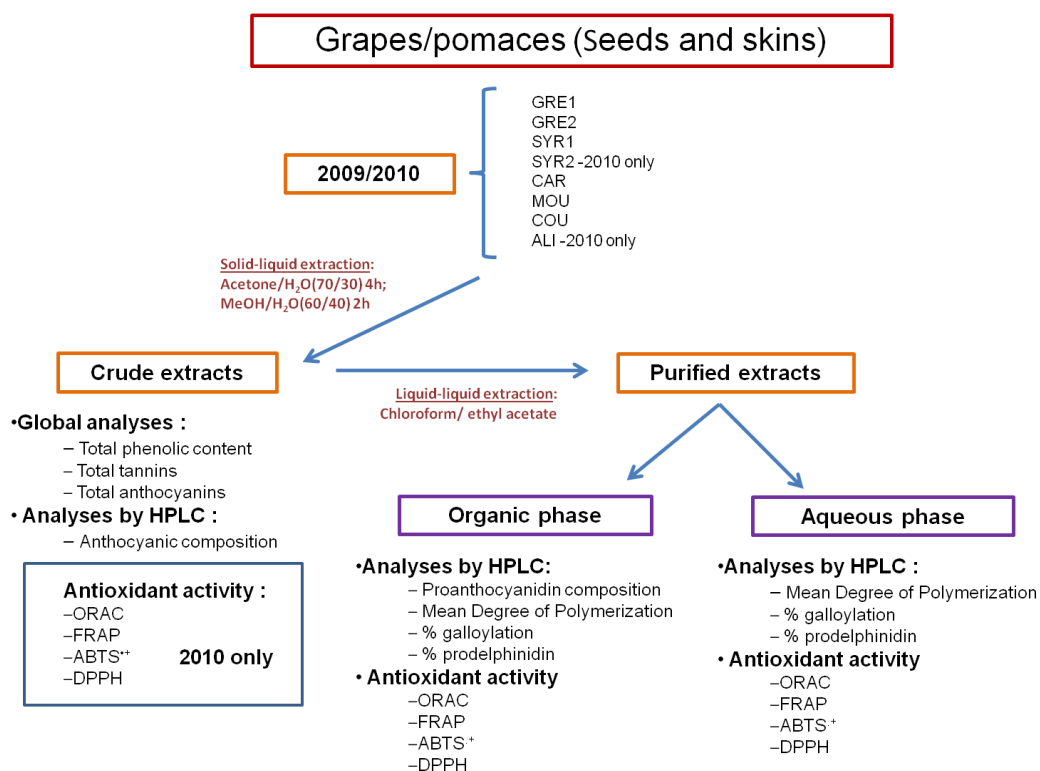 Grapes/pomaces (Seeds and skins)
GRE1
GRE2
SYR1
SYR2 -2010 only
CAR
MOU
COU
ALI -2010 only
2009/2010
Solid-liquid extraction:
Acetone/H₂O(70/30) 4h;
MeOH/H₂O(60/40) 2h
Crude extracts
Liquid-liquid extraction:
Chloroform/ ethyl acetate
Purified extracts
•Global analyses :
– Total phenolic content
– Total tannins
– Total anthocyanins
• Analyses by HPLC :
– Anthocyanic composition
Antioxidant activity :
–ORAC
–FRAP
–ABTS•+
–DPPH
2010 only
Organic phase
•Analyses by HPLC:
– Proanthocyanidin composition
– Mean Degree of Polymerization
– % galloylation
– % prodelphinidin
• Antioxidant activity
–ORAC
–FRAP
–ABTS.+
–DPPH
Aqueous phase
•Analyses by HPLC :
– Mean Degree of Polymerization
– % galloylation
– % prodelphinidin
• Antioxidant activity
–ORAC
–FRAP
–ABTS.+
–DPPH